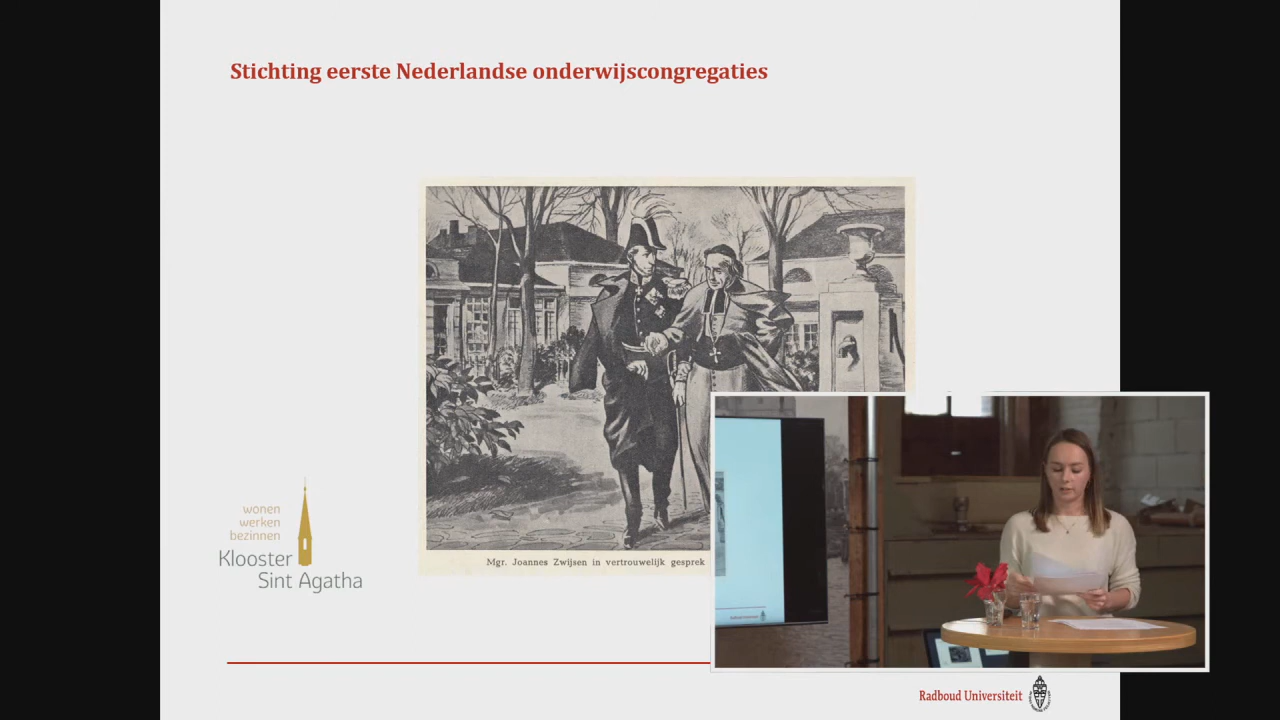 Stichting eerste Nederlandse onderwijscongregaties
Mgr. Joannes Zwijsen in vertrouwelijk gesprek
wonen
werken
bezinnen
Klooster
Sint Agatha
Radboud Universiteit